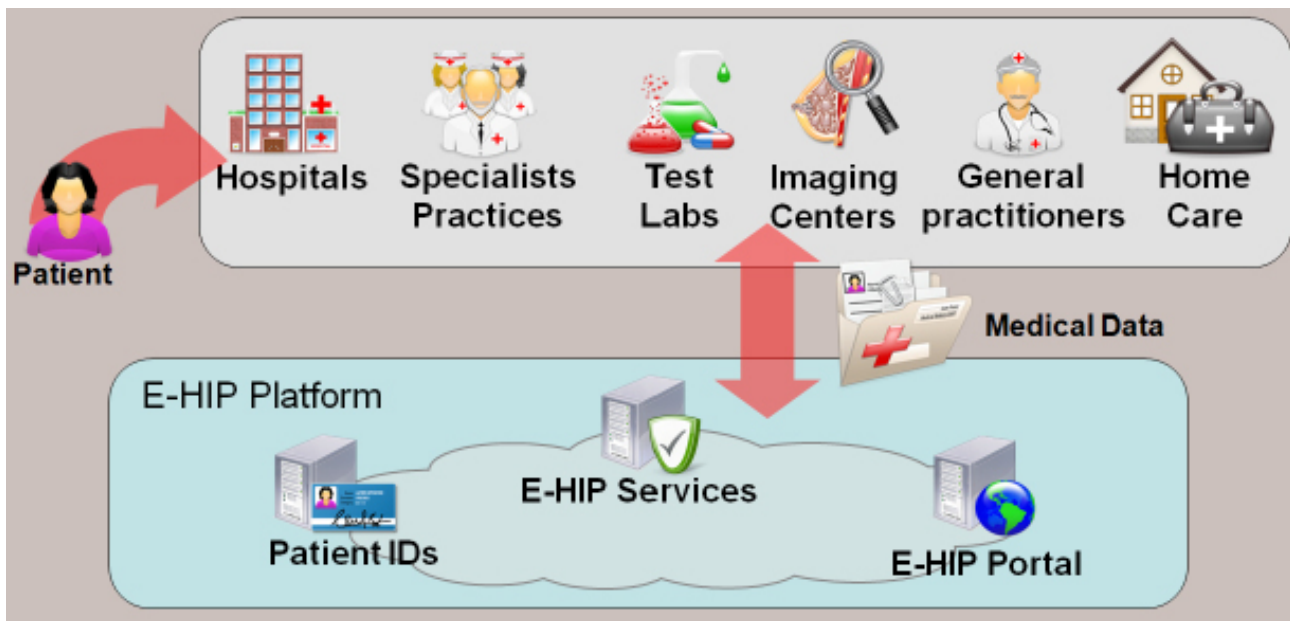 Hospitals
Specialists
Practices
Test
Labs
Imaging
Centers
General
practitioners
Home
Care
Patient
Medical Data
E-HIP Platform
E-HIP Services
Patient IDs
E-HIP Portal